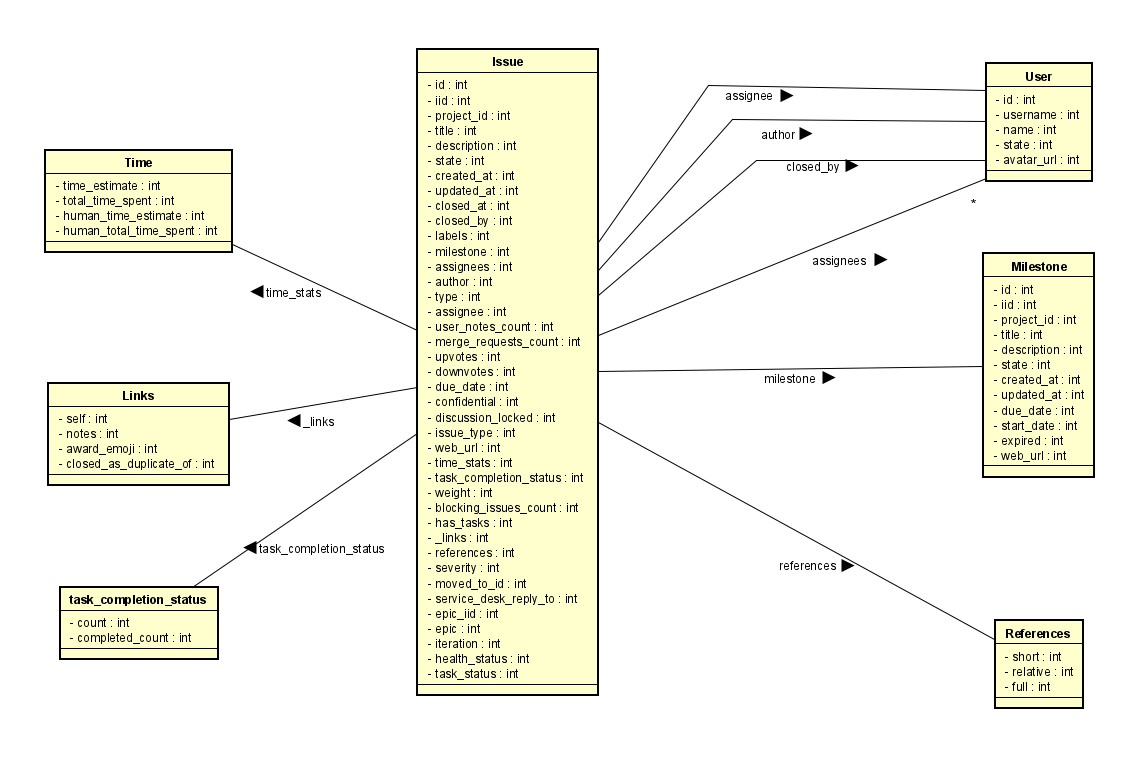 Issue
- id : int
- iid : int
- project_id : int
- title : int
- description : int
- state : int
- created_at : int
- updated_at : int
- closed_at : int
- closed_by : int
- labels : int
- milestone : int
- assignees : int
- author : int
- type : int
- assignee : int
- user_notes_count : int
- merge_requests_count : int
- upvotes : int
- downvotes : int
- due_date : int
- confidential : int
- discussion_locked : int
- issue_type : int
- web_url : int
- time_stats : int
- task_completion_status : int
- weight : int
- blocking_issues_count : int
- has_tasks : int
- _links : int
- references : int
- severity : int
- moved_to_id : int
- service_desk_reply_to : int
- epic_iid : int
- epic : int
- iteration : int
- health_status : int
- task_status : int
Time
- time_estimate : int
- total_time_spent : int
- human_time_estimate : int
- human_total_time_spent : int
time_stats
Links
- self : int
- notes : int
- award_emoji : int
- closed_as_duplicate_of : int
_links
task_completion_status
task_completion_status
- count : int
- completed_count : int
assignee
author
closed_by
assignees
*
User
- id : int
- username : int
- name : int
- state : int
- avatar_url : int
milestone
Milestone
- id : int
- iid : int
- project_id : int
- title : int
- description : int
- state : int
- created_at : int
- updated_at : int
- due_date : int
- start_date : int
- expired : int
- web_url : int
references
References
- short : int
- relative : int
- full : int